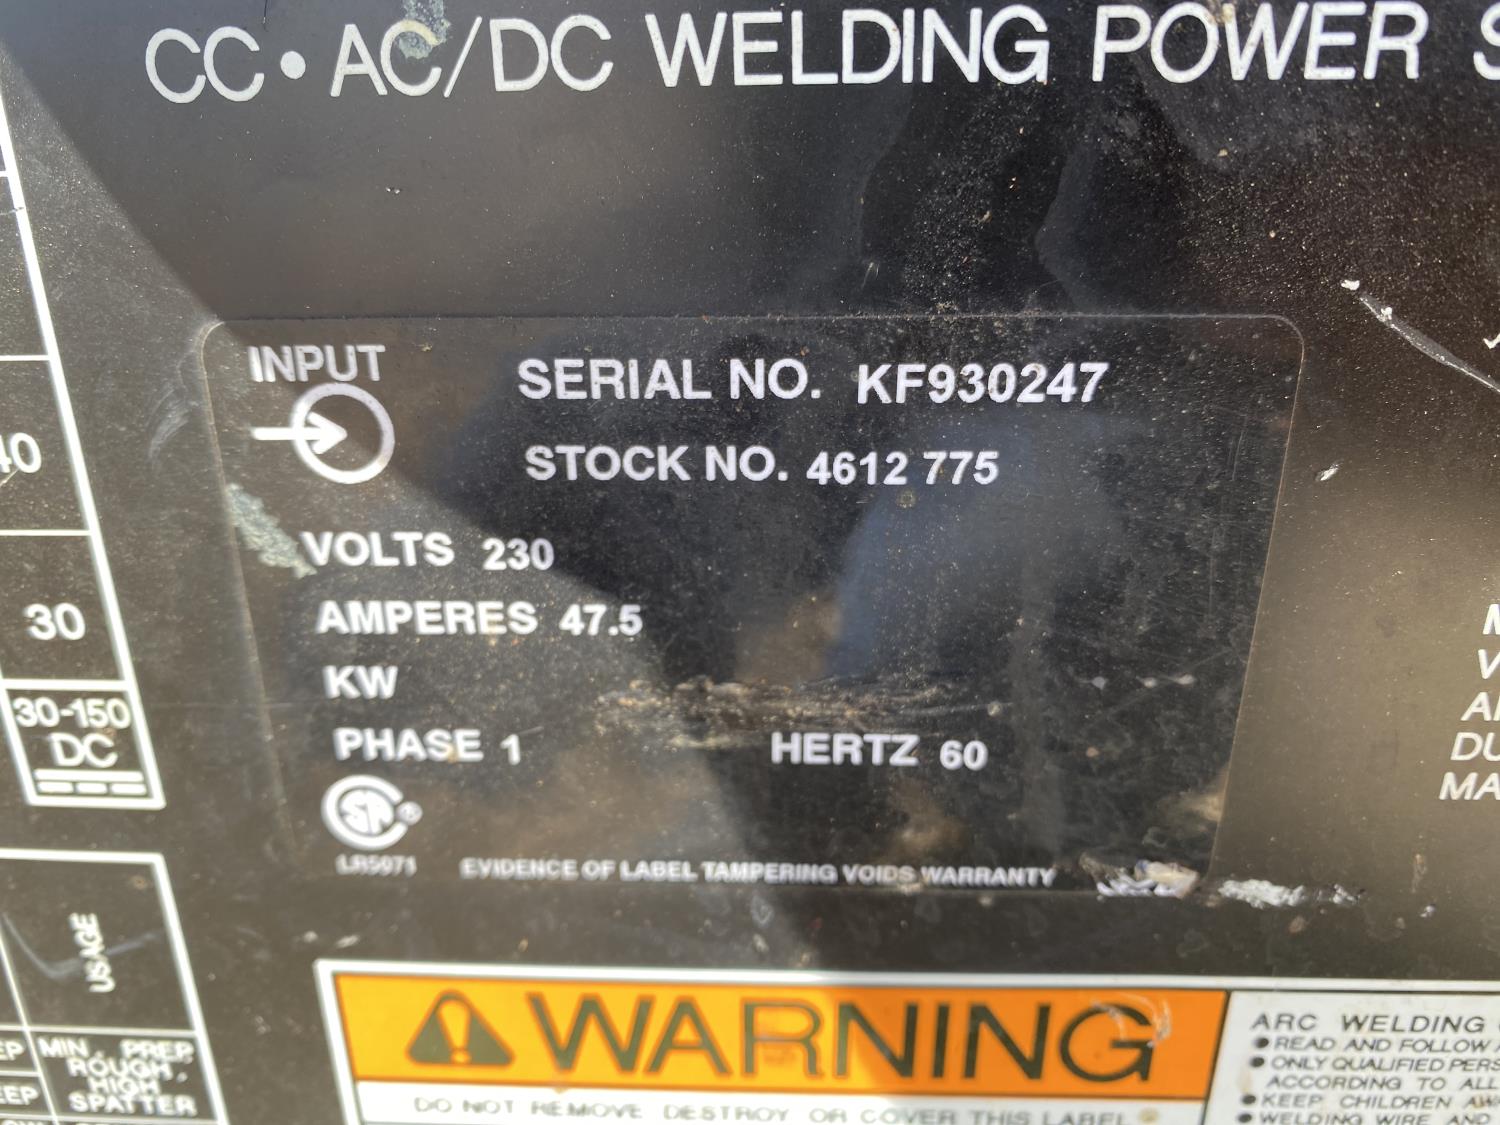 CC • AC/DC WELDING POWER S
INPUT
SERIAL NO. KF930247
STOCK NO. 4612 775
VOLTS 230
AMPERES 47.5
KW
PHASE 1 HERTZ 60
LR5071
EVIDENCE OF LABEL TAMPERING VOIDS WARRANTY
40
30
30-150
DC
USAGE
MIN. PREP,
ROUGH,
HIGH
SPATTER
WARNING
DO NOT REMOVE DESTROY OR COVER THIS LABEL
ARC WELDING
● READ AND FOLLOW
● ONLY QUALIFIED PERS
ACCORDING TO ALL
● KEEP CHILDREN AW
● WELDING WIRE AND
DU
MA